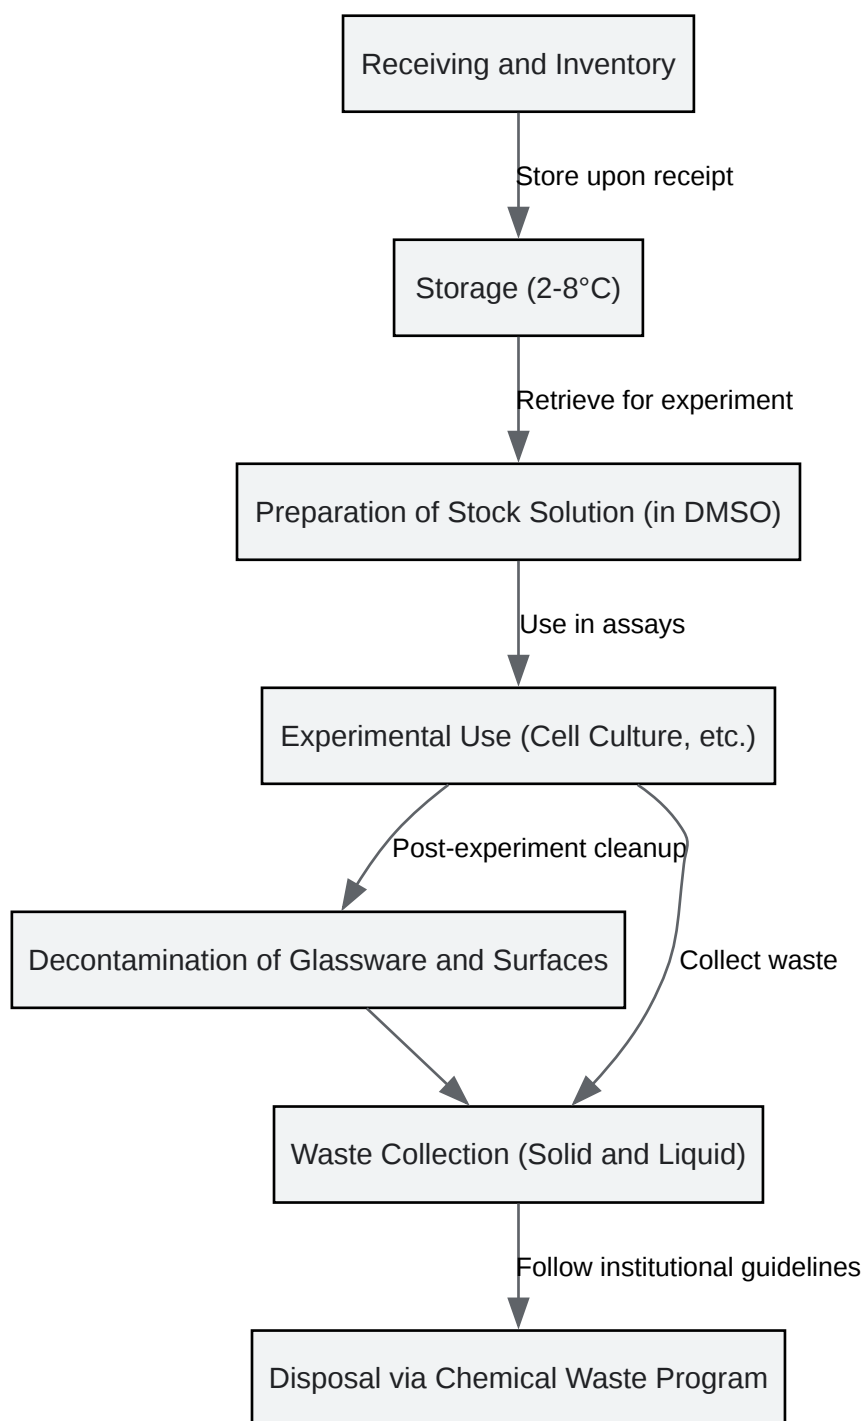 Receiving and Inventory
Store upon receipt
Storage (2-8°C)
Retrieve for experiment
Preparation of Stock Solution (in DMSO)
Use in assays
Experimental Use (Cell Culture, etc.)
Post-experiment cleanup
Decontamination of Glassware and Surfaces
Collect waste
Waste Collection (Solid and Liquid)
Follow institutional guidelines
Disposal via Chemical Waste Program